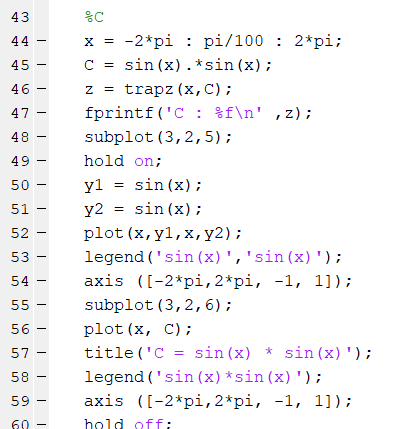 43 %C
44 – x = -2*pi : pi/100 : 2*pi;
45 – C = sin(x).*sin(x);
46 – z = trapz(x,C);
47 – fprintf('C : %f\n' ,z);
48 – subplot(3,2,5);
49 – hold on;
50 – y1 = sin(x);
51 – y2 = sin(x);
52 – plot(x,y1,x,y2);
53 – legend('sin(x)','sin(x)');
54 – axis ([-2*pi,2*pi, -1, 1]);
55 – subplot(3,2,6);
56 – plot(x, C);
57 – title('C = sin(x) * sin(x)');
58 – legend('sin(x)*sin(x)');
59 – axis ([-2*pi,2*pi, -1, 1]);
60 – hold off;